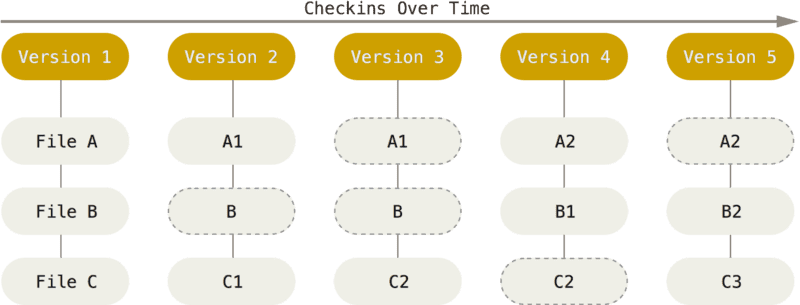 Checkins Over Time
Version 1 Version 2 Version 3 Version 4 Version 5
File A A1 A1 A2 A2
File B B B B1 B2
File C C1 C2 C2 C3